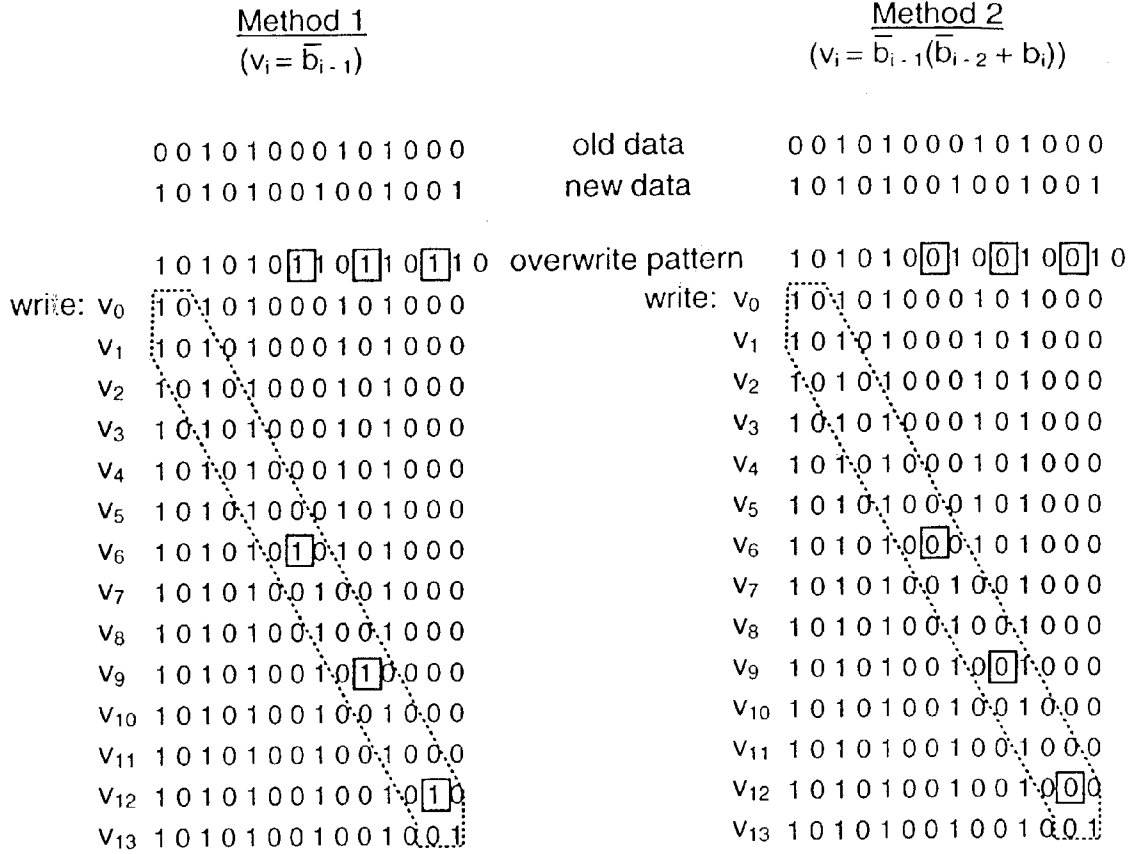 Method 1 Method 2
(vᵢ = b̅ᵢ₋₁) (vᵢ = b̅ᵢ₋₁(b̅ᵢ₋₂ + bᵢ))
0 0 1 0 1 0 0 0 1 0 1 0 0 0 old data 0 0 1 0 1 0 0 0 1 0 1 0 0 0
1 0 1 0 1 0 0 1 0 0 1 0 0 1 new data 1 0 1 0 1 0 0 1 0 0 1 0 0 1
1 0 1 0 1 0 1 1 0 1 1 0 1 1 0 overwrite pattern 1 0 1 0 1 0 0 1 0 0 1 0 0 1 0
write: v₀ 1 0 1 0 1 0 0 0 1 0 1 0 0 0 write: v₀ 1 0 1 0 1 0 0 0 1 0 1 0 0 0
v₁ 1 0 1 0 1 0 0 0 1 0 1 0 0 0 v₁ 1 0 1 0 1 0 0 0 1 0 1 0 0 0
v₂ 1 0 1 0 1 0 0 0 1 0 1 0 0 0 v₂ 1 0 1 0 1 0 0 0 1 0 1 0 0 0
v₃ 1 0 1 0 1 0 0 0 1 0 1 0 0 0 v₃ 1 0 1 0 1 0 0 0 1 0 1 0 0 0
v₄ 1 0 1 0 1 0 0 0 1 0 1 0 0 0 v₄ 1 0 1 0 1 0 0 0 1 0 1 0 0 0
v₅ 1 0 1 0 1 0 0 0 1 0 1 0 0 0 v₅ 1 0 1 0 1 0 0 0 1 0 1 0 0 0
v₆ 1 0 1 0 1 0 1 0 1 0 1 0 0 0 v₆ 1 0 1 0 1 0 0 0 1 0 1 0 0 0
v₇ 1 0 1 0 1 0 0 1 0 0 1 0 0 0 v₇ 1 0 1 0 1 0 0 1 0 0 1 0 0 0
v₈ 1 0 1 0 1 0 0 1 0 0 1 0 0 0 v₈ 1 0 1 0 1 0 0 1 0 0 1 0 0 0
v₉ 1 0 1 0 1 0 0 1 0 1 0 0 0 0 v₉ 1 0 1 0 1 0 0 1 0 0 1 0 0 0
v₁₀ 1 0 1 0 1 0 0 1 0 0 1 0 0 0 v₁₀ 1 0 1 0 1 0 0 1 0 0 1 0 0 0
v₁₁ 1 0 1 0 1 0 0 1 0 0 1 0 0 0 v₁₁ 1 0 1 0 1 0 0 1 0 0 1 0 0 0
v₁₂ 1 0 1 0 1 0 0 1 0 0 1 0 1 0 v₁₂ 1 0 1 0 1 0 0 1 0 0 1 0 0 0
v₁₃ 1 0 1 0 1 0 0 1 0 0 1 0 0 1 v₁₃ 1 0 1 0 1 0 0 1 0 0 1 0 0 1